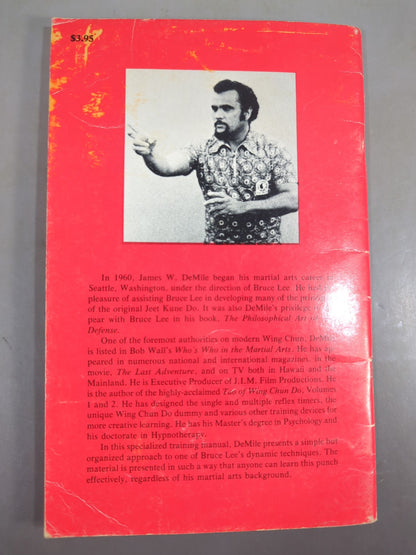 $3.95
In 1960, James W. DeMile began his martial arts career in
Seattle, Washington, under the direction of Bruce Lee. He had the
pleasure of assisting Bruce Lee in developing many of the
of the original Jeet Kune Do. It was also DeMile's privilege to ap-
pear with Bruce Lee in his book, The Philosophical Art of
Defense.
One of the foremost authorities on modern Wing Chun, DeMile
is listed in Bob Wall's Who's Who in the Martial Arts. He has ap-
peared in numerous national and international magazines, in the
movie, The Last Adventure, and on TV both in Hawaii and the
Mainland. He is Executive Producer of J.I.M. Film Productions. He
is the author of the highly-acclaimed Tao of Wing Chun Do, Volumes
1 and 2. He has designed the single and multiple reflex timers, the
unique Wing Chun Do dummy and various other training devices for
more creative learning. He has his Master's degree in Psychology and
his doctorate in Hypnotherapy.
In this specialized training manual, DeMile presents a simple but
organized approach to one of Bruce Lee's dynamic techniques. The
material is presented in such a way that anyone can learn this punch
effectively, regardless of his martial arts background.